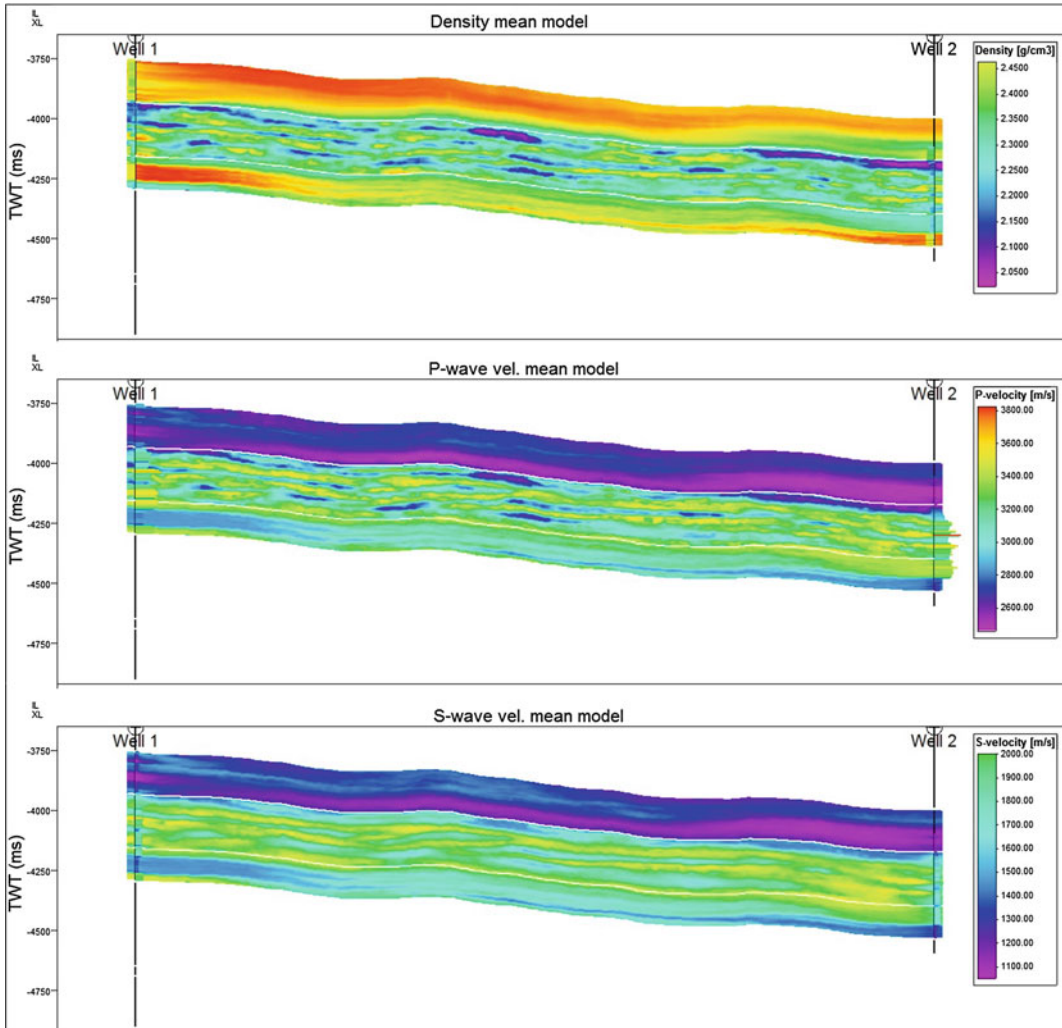 IL
XL
Density mean model
Well 1
Well 2
TWT (ms)
-3750
-4000
-4250
-4500
-4750
Density [g/cm3]
2.4500
2.4000
2.3500
2.3000
2.2500
2.2000
2.1500
2.1000
2.0500
IL
XL
P-wave vel. mean model
Well 1
Well 2
TWT (ms)
-3750
-4000
-4250
-4500
-4750
P-velocity [m/s]
3800.00
3600.00
3400.00
3200.00
3000.00
2800.00
2600.00
IL
XL
S-wave vel. mean model
Well 1
Well 2
TWT (ms)
-3750
-4000
-4250
-4500
-4750
S-velocity [m/s]
2000.00
1900.00
1800.00
1700.00
1600.00
1500.00
1400.00
1300.00
1200.00
1100.00